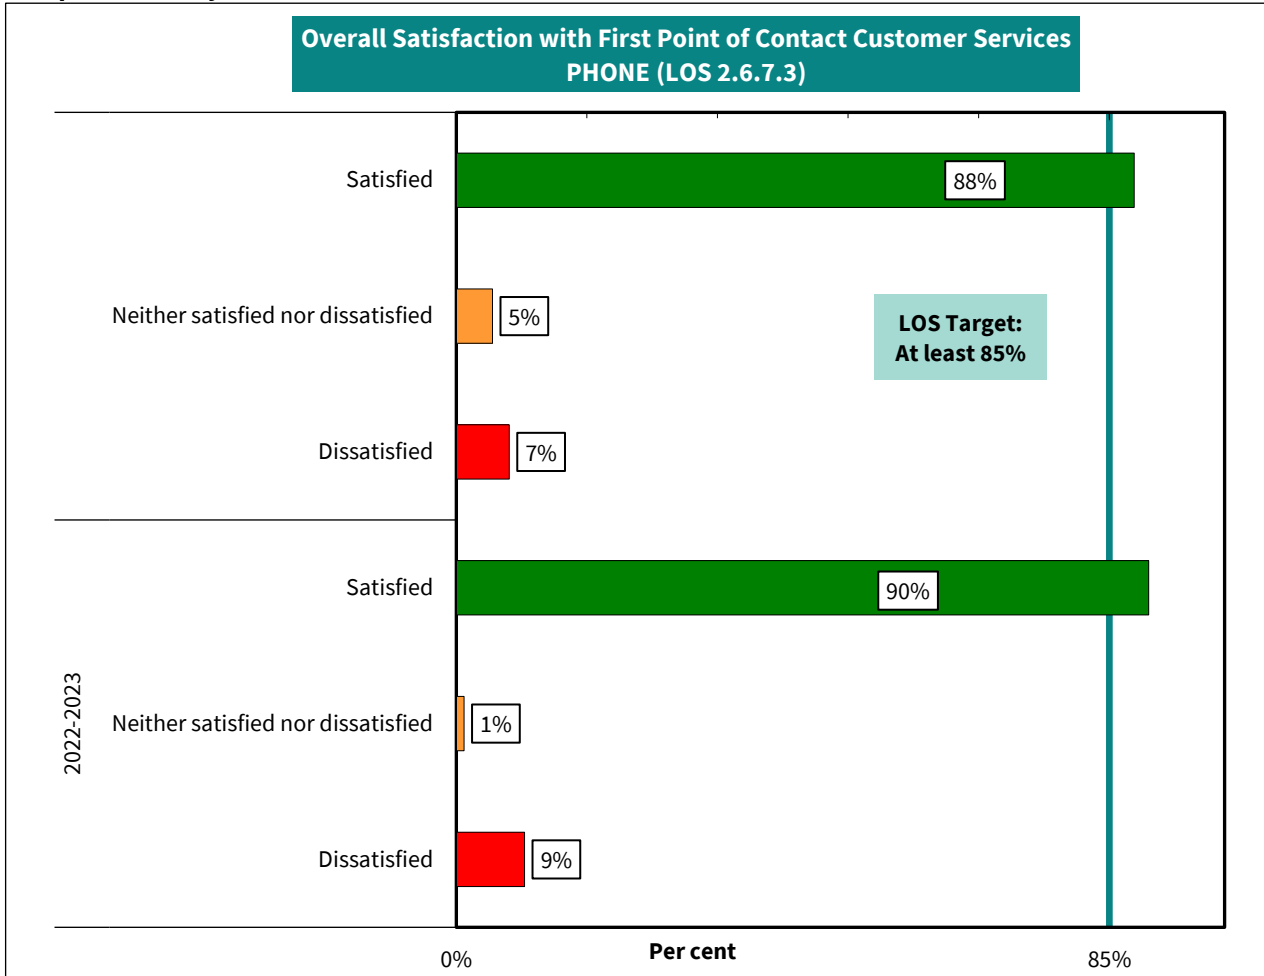 Overall Satisfaction with First Point of Contact Customer Services
PHONE (LOS 2.6.7.3)
Satisfied
88%
Neither satisfied nor dissatisfied
5%
LOS Target:
At least 85%
Dissatisfied
7%
2022-2023
Satisfied
90%
Neither satisfied nor dissatisfied
1%
Dissatisfied
9%
0%
Per cent
85%